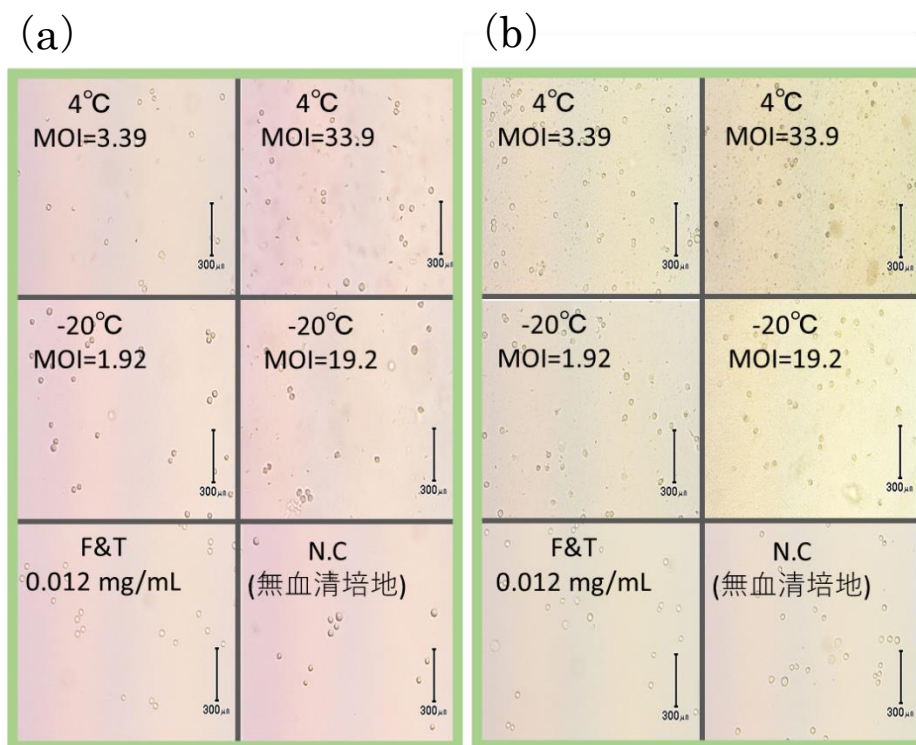 (a)
4℃
MOI=3.39
300μm
4℃
MOI=33.9
300μm
-20℃
MOI=1.92
300μm
-20℃
MOI=19.2
300μm
F&T
0.012 mg/mL
300μm
N.C
(無血清培地)
300μm
(b)
4℃
MOI=3.39
300μm
4℃
MOI=33.9
300μm
-20℃
MOI=1.92
300μm
-20℃
MOI=19.2
300μm
F&T
0.012 mg/mL
300μm
N.C
(無血清培地)
300μm